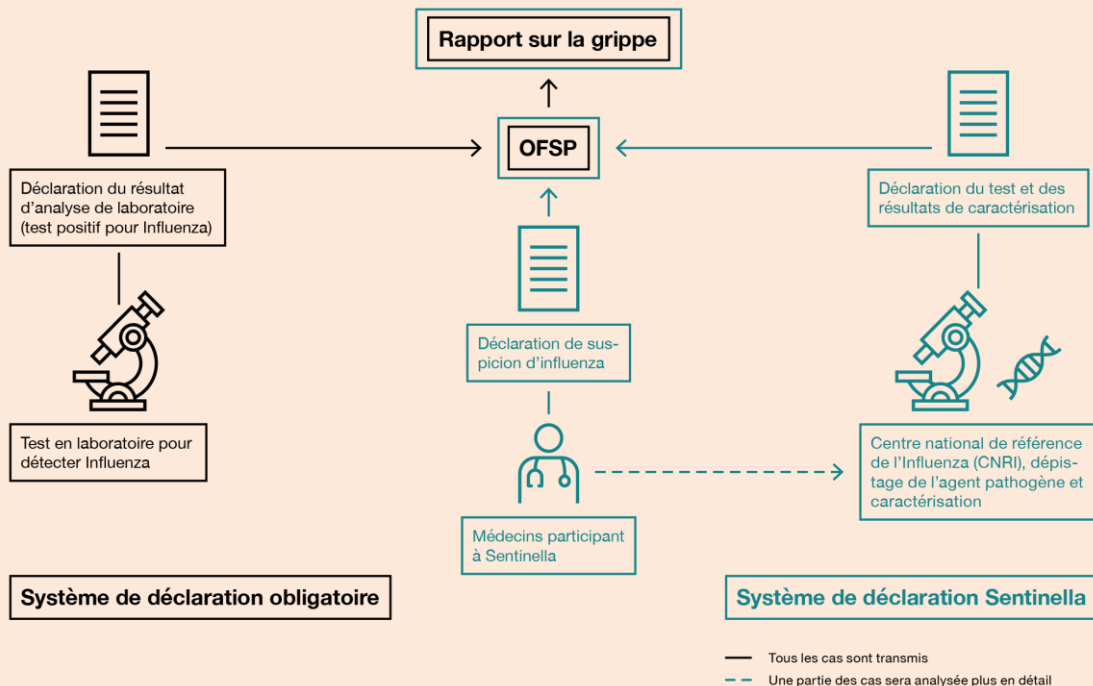 Rapport sur la grippe
OFSP
Déclaration du résultat
d'analyse de laboratoire
(test positif pour Influenza)
Déclaration du test et des
résultats de caractérisation
Déclaration de sus-
picion d'influenza
Test en laboratoire pour
détecter Influenza
Centre national de référence
de l'Influenza (CNRI), dépis-
tage de l'agent pathogène et
caractérisation
Médecins participant
à Sentinella
Système de déclaration obligatoire
Système de déclaration Sentinella
Tous les cas sont transmis
Une partie des cas sera analysée plus en détail